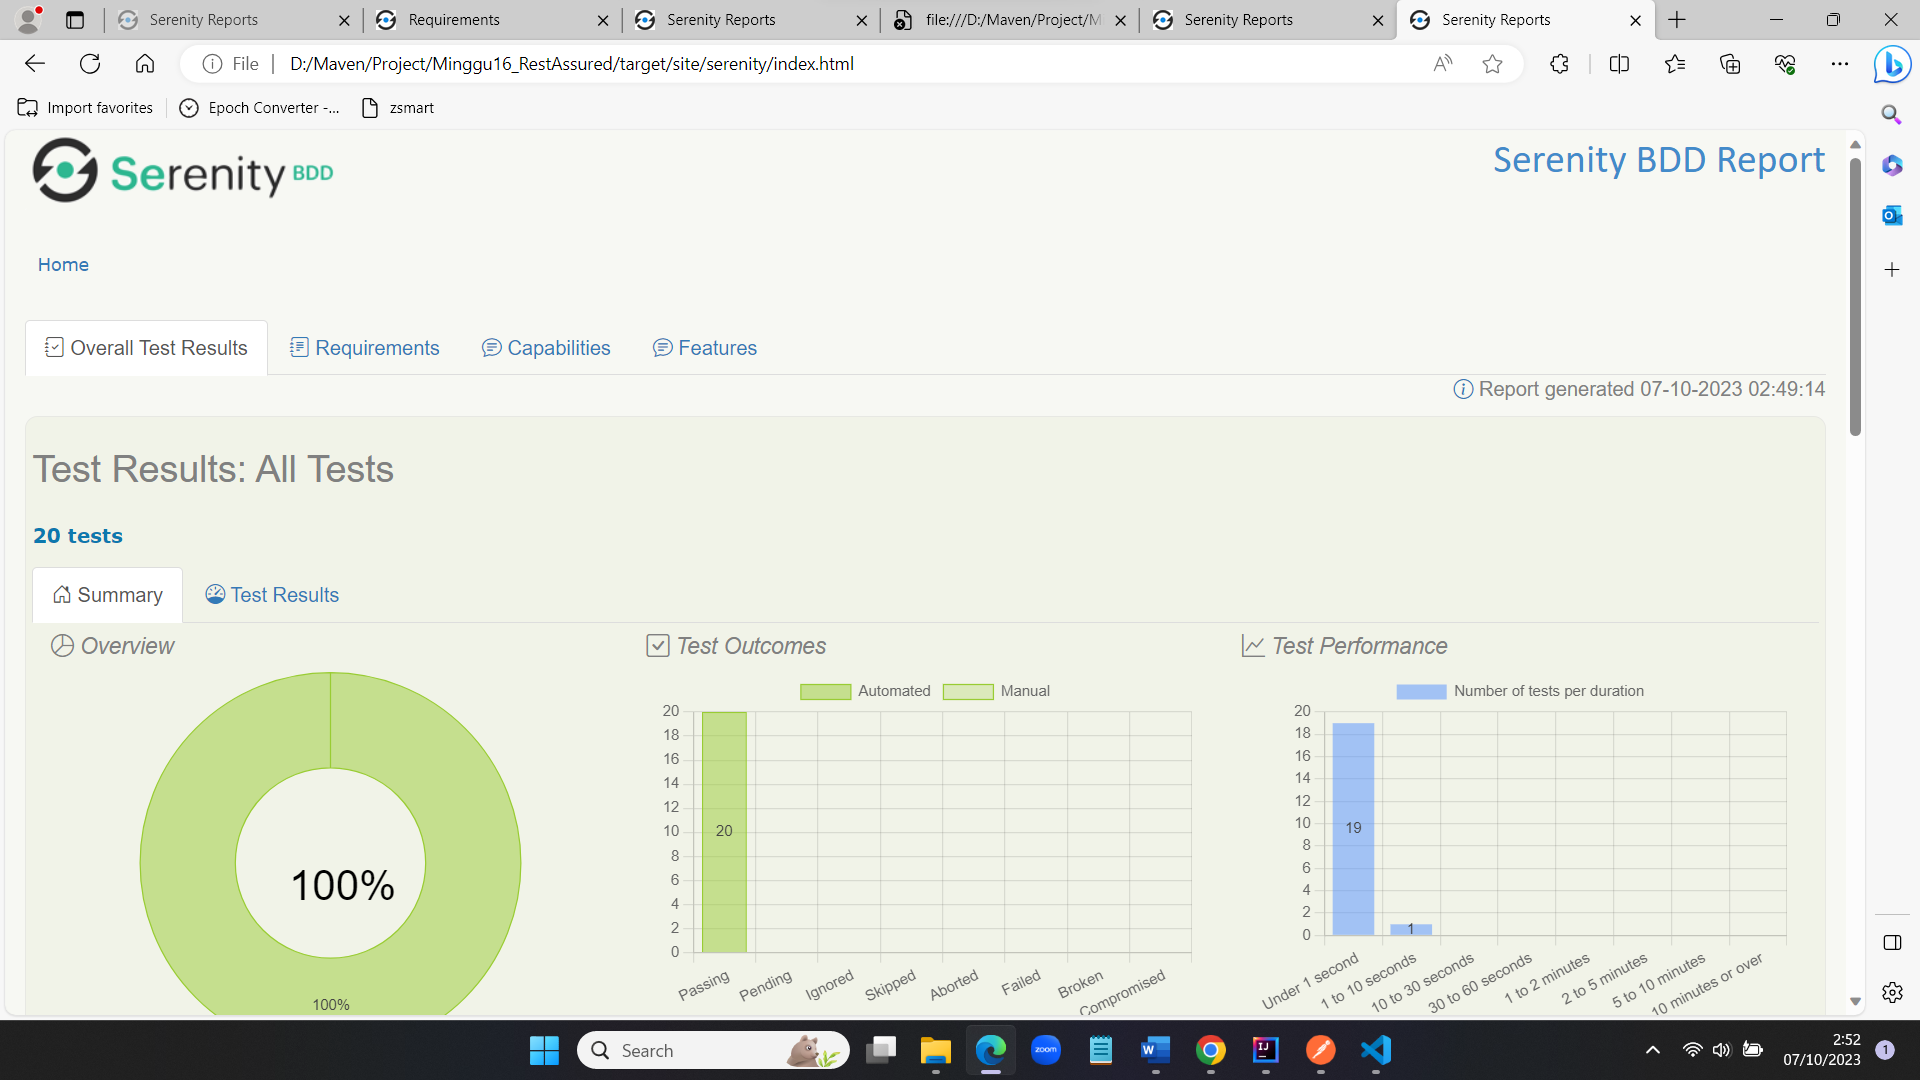 Serenity Reports
Requirements
Serenity Reports
file:///D:/Maven/Project/M
Serenity Reports
Serenity Reports
File
D:/Maven/Project/Minggu16_RestAssured/target/site/serenity/index.html
Import favorites
Epoch Converter -...
zsmart
Serenity BDD
Serenity BDD Report
Home
Overall Test Results
Requirements
Capabilities
Features
Report generated 07-10-2023 02:49:14
Test Results: All Tests
20 tests
Summary
Test Results
Overview
100%
100%
Test Outcomes
Automated
Manual
20
18
16
14
12
10
8
6
4
2
0
20
Passing
Pending
Ignored
Skipped
Aborted
Failed
Broken
Compromised
Test Performance
Number of tests per duration
20
18
16
14
12
10
8
6
4
2
0
19
1
Under 1 second
1 to 10 seconds
10 to 30 seconds
30 to 60 seconds
1 to 2 minutes
2 to 5 minutes
5 to 10 minutes
10 minutes or over
Search
zoom
2:52
07/10/2023
1